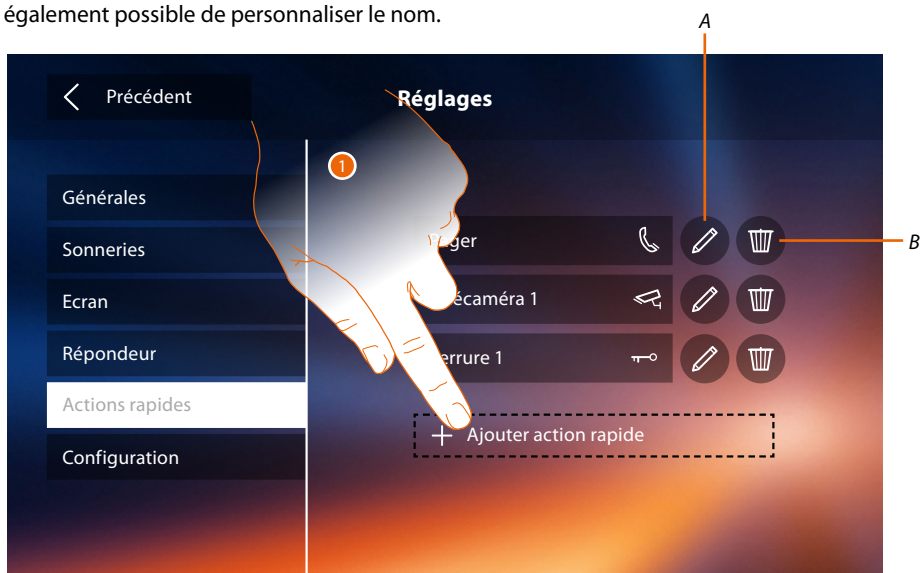 également possible de personnaliser le nom.
A
Précédent
Réglages
1
Générales
Sonneries
Ecran
Répondeur
Actions rapides
Configuration
B
+ Ajouter action rapide